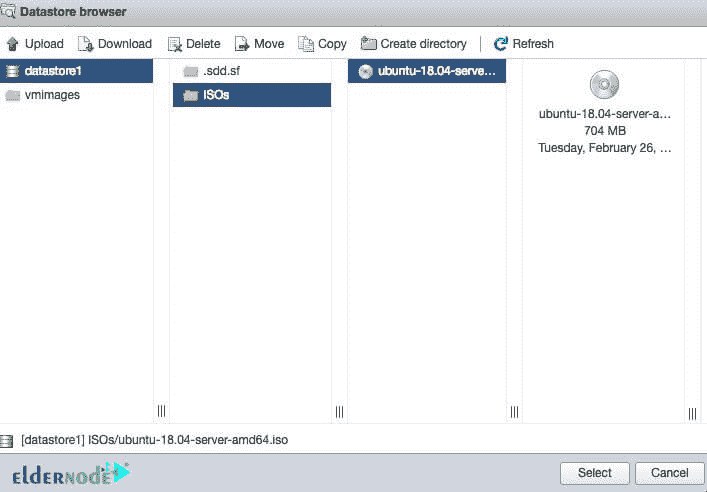 Datastore browser
Upload Download Delete Move Copy Create directory Refresh
datastore1 .sdd.sf ubuntu-18.04-serve...
vmimages ISOs
ubuntu-18.04-server-a...
704 MB
Tuesday, February 26, ...
[datastore1] ISOs/ubuntu-18.04-server-amd64.iso
ELDERNODE Select Cancel